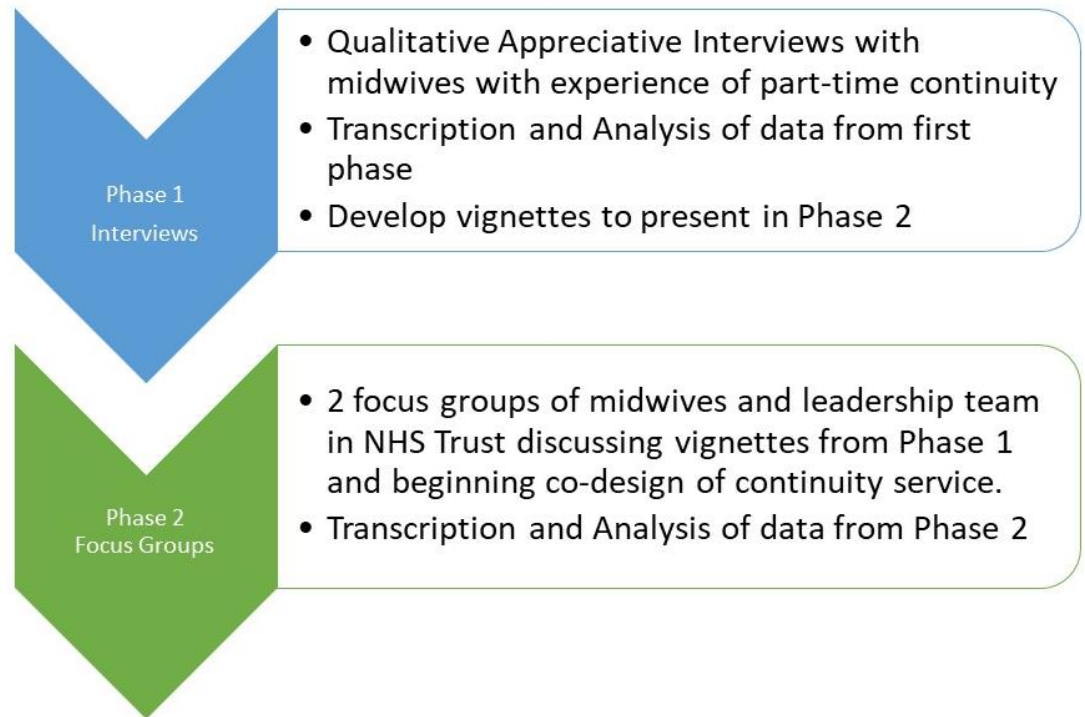 Phase 1
Interviews
• Qualitative Appreciative Interviews with
midwives with experience of part-time continuity
• Transcription and Analysis of data from first
phase
• Develop vignettes to present in Phase 2
Phase 2
Focus Groups
• 2 focus groups of midwives and leadership team
in NHS Trust discussing vignettes from Phase 1
and beginning co-design of continuity service.
• Transcription and Analysis of data from Phase 2